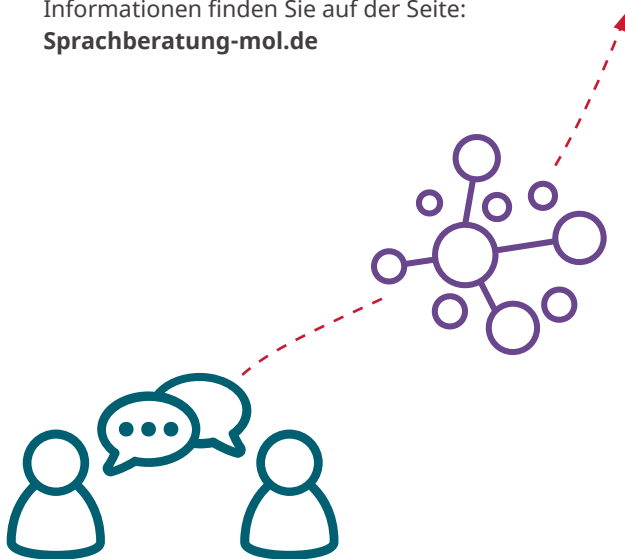 Informationen finden Sie auf der Seite:
Sprachberatung-mol.de